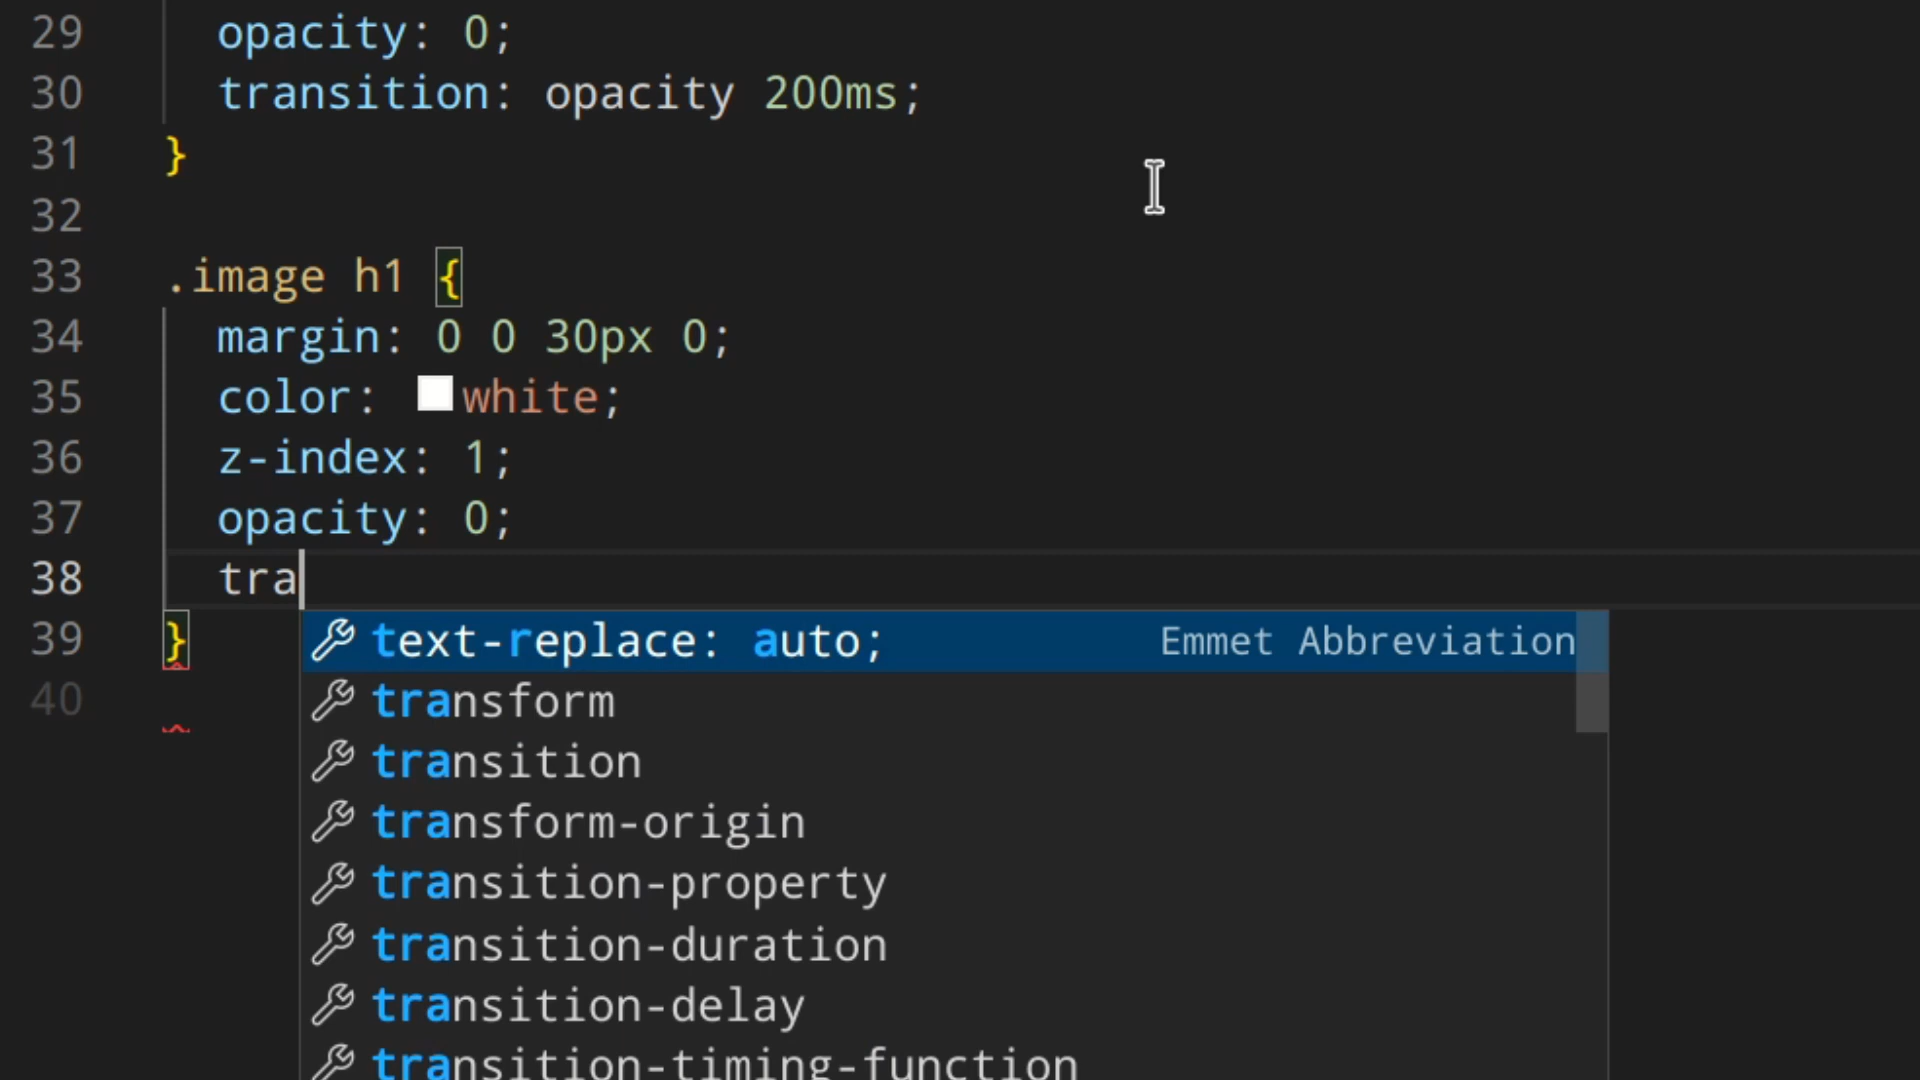 29 opacity: 0;
30 transition: opacity 200ms;
31 }
32
33 .image h1 {
34 margin: 0 0 30px 0;
35 color: white;
36 z-index: 1;
37 opacity: 0;
38 tra
39 }
text-replace: auto; Emmet Abbreviation
40
transform
transition
transform-origin
transition-property
transition-duration
transition-delay
transition-timing-function